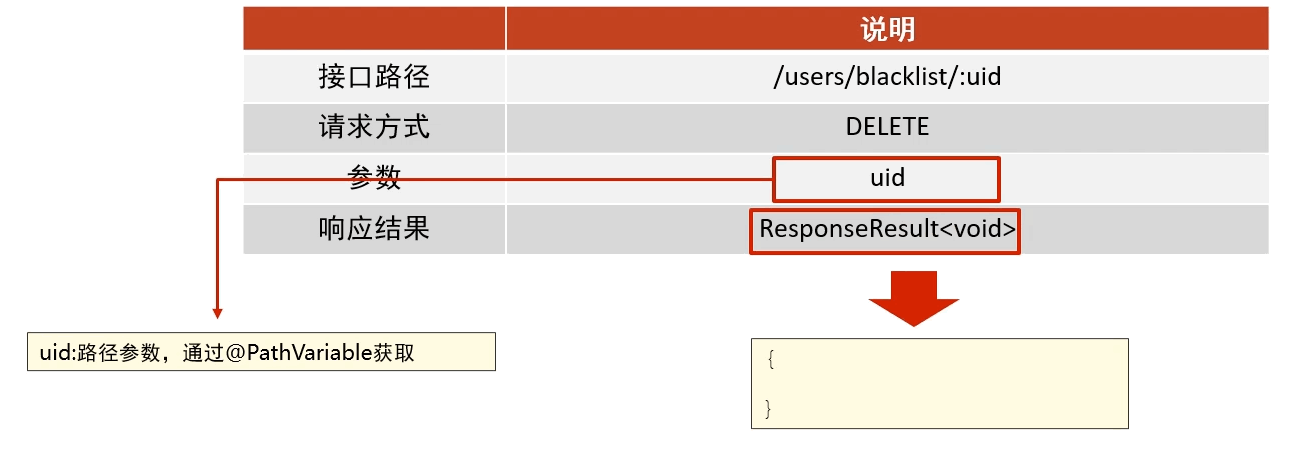 说明
接口路径 /users/blacklist/:uid
请求方式 DELETE
参数 uid
响应结果 ResponseResult<void>
uid:路径参数，通过@PathVariable获取
{
}